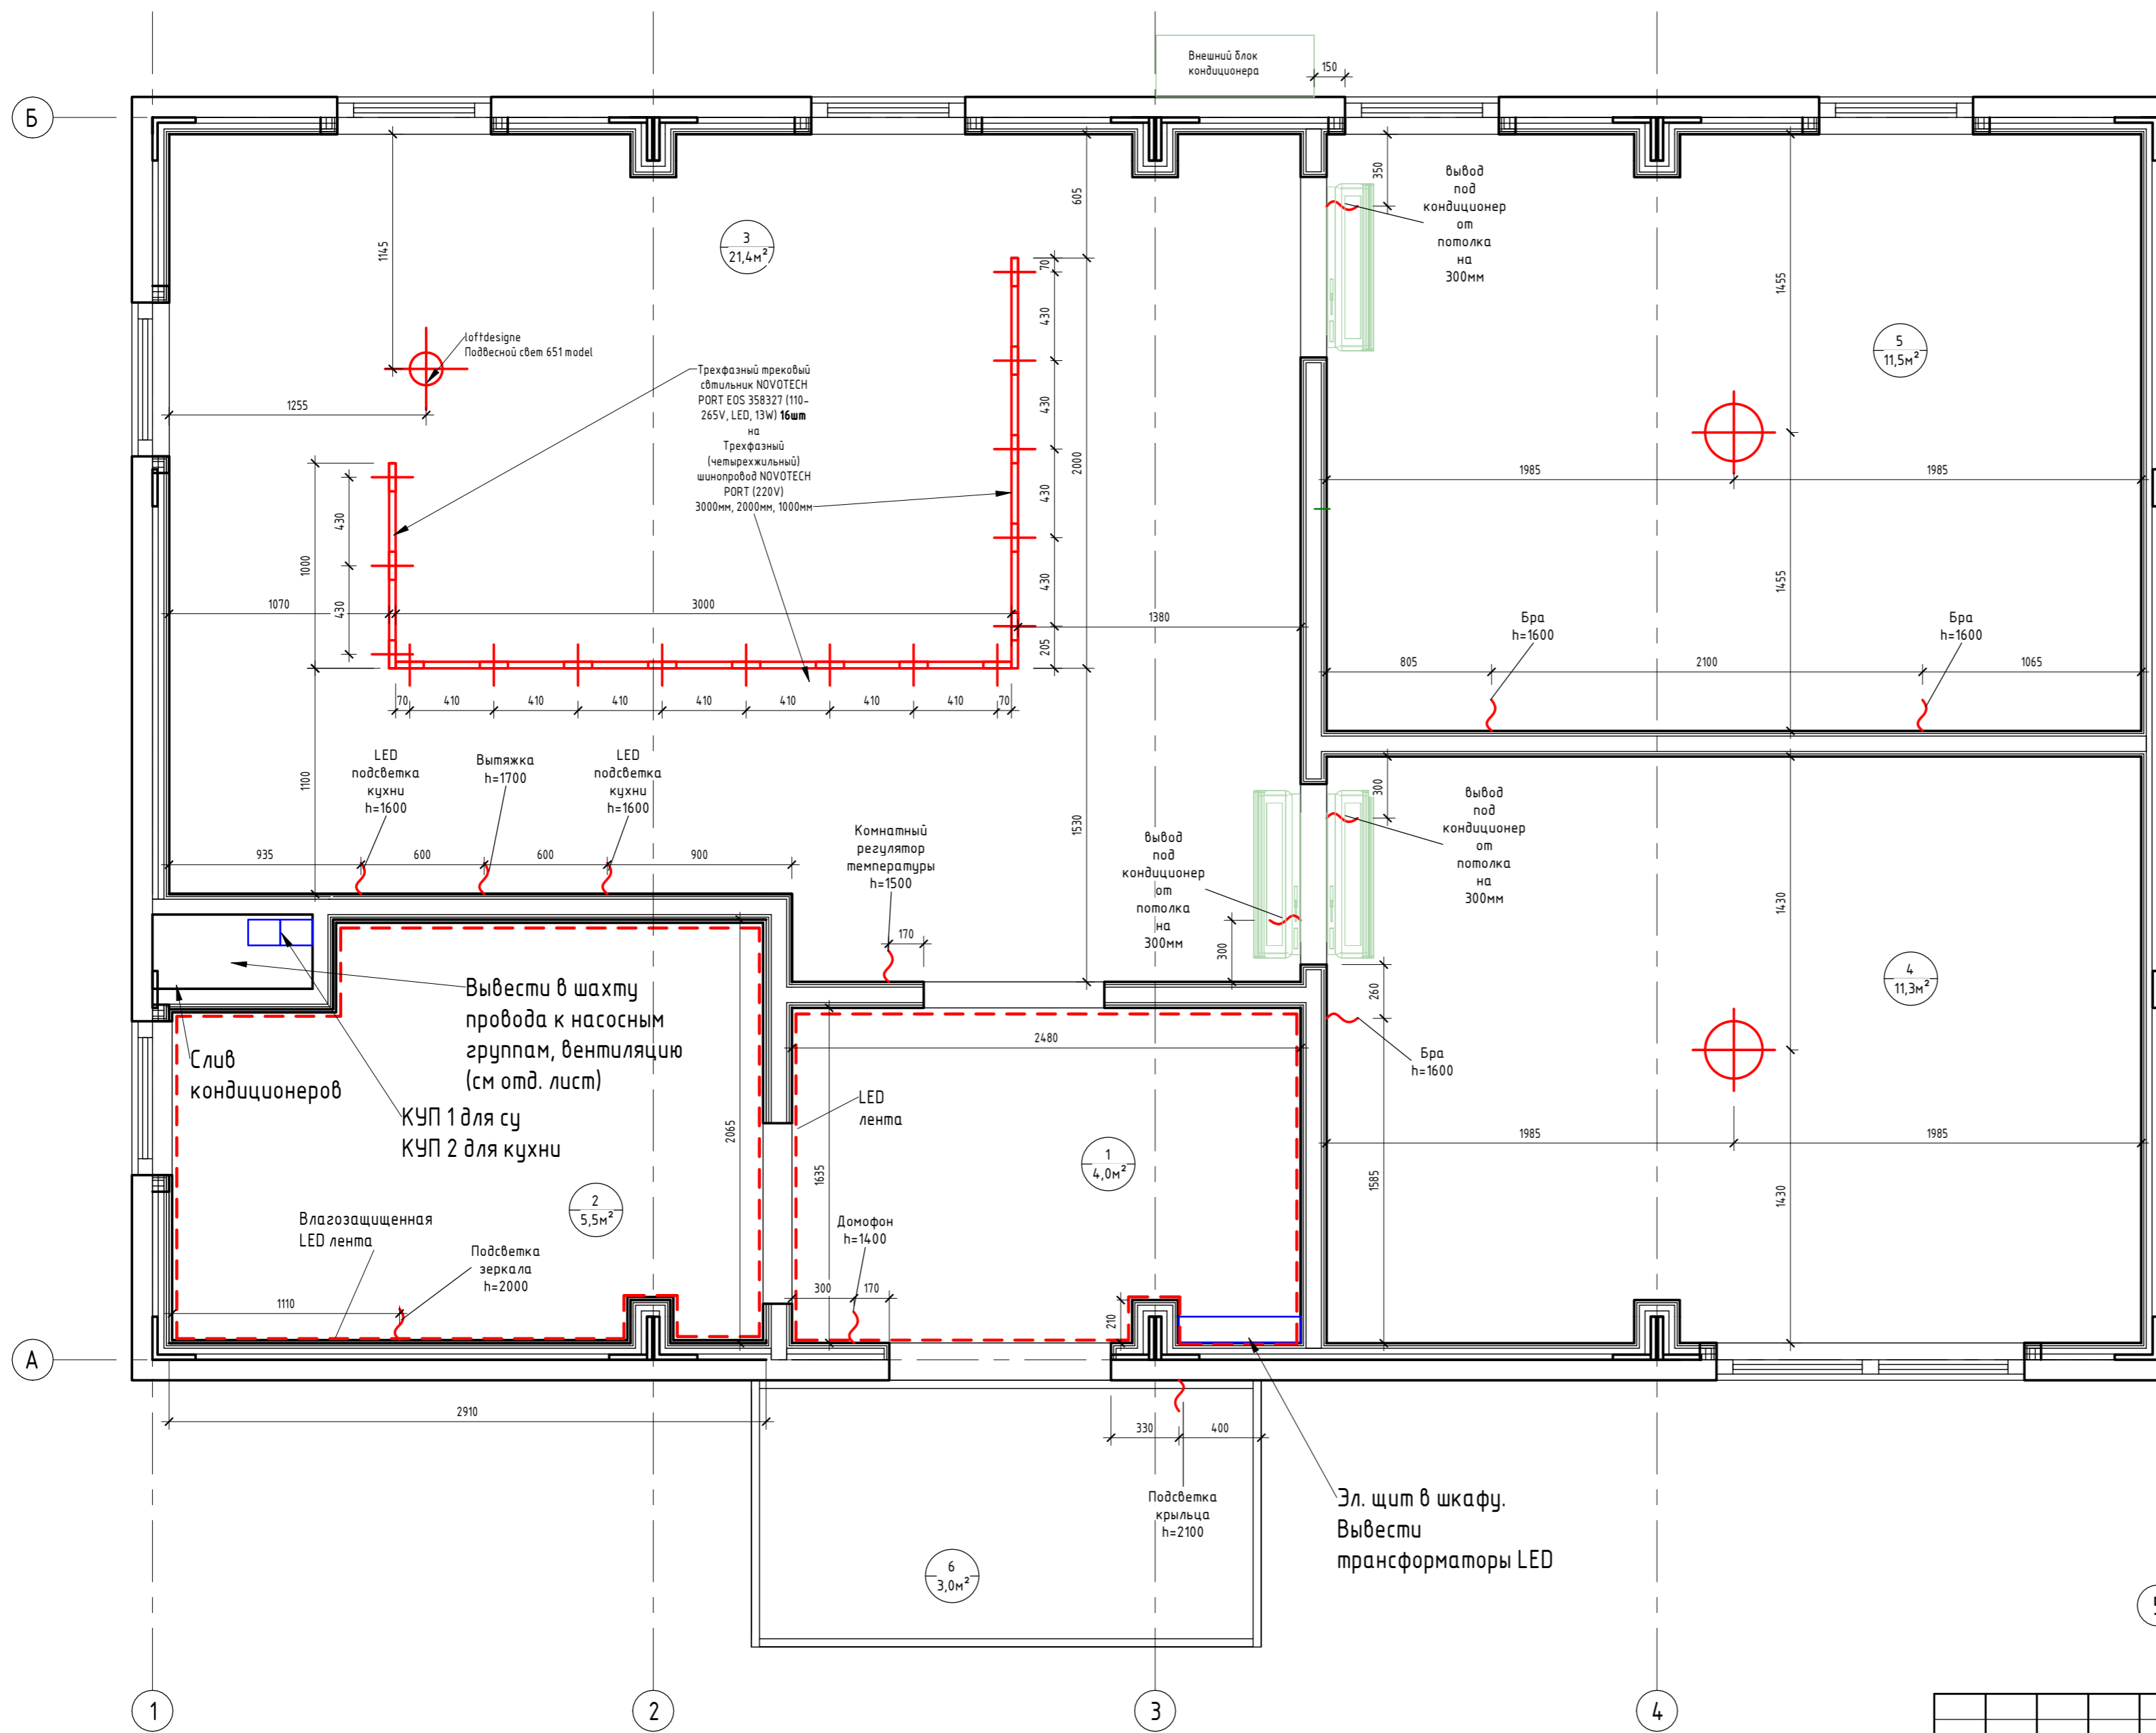 Внешний блок
кондиционера
150
Б
350
вывод
под
кондиционер
от
потолка
на
300мм
605
1145
3
21,4м²
70
430
430
430
430
430
205
2000
1455
5
11,5м²
loftdesigne
Подвесной свет 651 model
Трехфазный трековый
свтильник NOVOTECH
PORT EOS 358327 (110-
265V, LED, 13W) 16шт
на
Трехфазный
(четырехжильный)
шинопровод NOVOTECH
PORT (220V)
3000мм, 2000мм, 1000мм
1255
1985
1985
430
430
1000
1070
3000
1380
1455
Бра
h=1600
Бра
h=1600
805
2100
1065
70
410
410
410
410
410
410
410
70
1100
LED
подсветка
кухни
h=1600
Вытяжка
h=1700
LED
подсветка
кухни
h=1600
935
600
600
900
Комнатный
регулятор
температуры
h=1500
170
1530
вывод
под
кондиционер
от
потолка
на
300мм
300
300
вывод
под
кондиционер
от
потолка
на
300мм
1430
4
11,3м²
260
Бра
h=1600
Вывести в шахту
провода к насосным
группам, вентиляцию
(см отд. лист)
Слив
кондиционеров
КУП 1 для су
КУП 2 для кухни
2480
LED
лента
2065
1635
1
4,0м²
1985
1985
1585
1430
2
5,5м²
Влагозащищенная
LED лента
Подсветка
зеркала
h=2000
Домофон
h=1400
300
170
1110
210
А
2910
330
400
Подсветка
крыльца
h=2100
Эл. щит в шкафу.
Вывести
трансформаторы LED
6
3,0м²
1
2
3
4